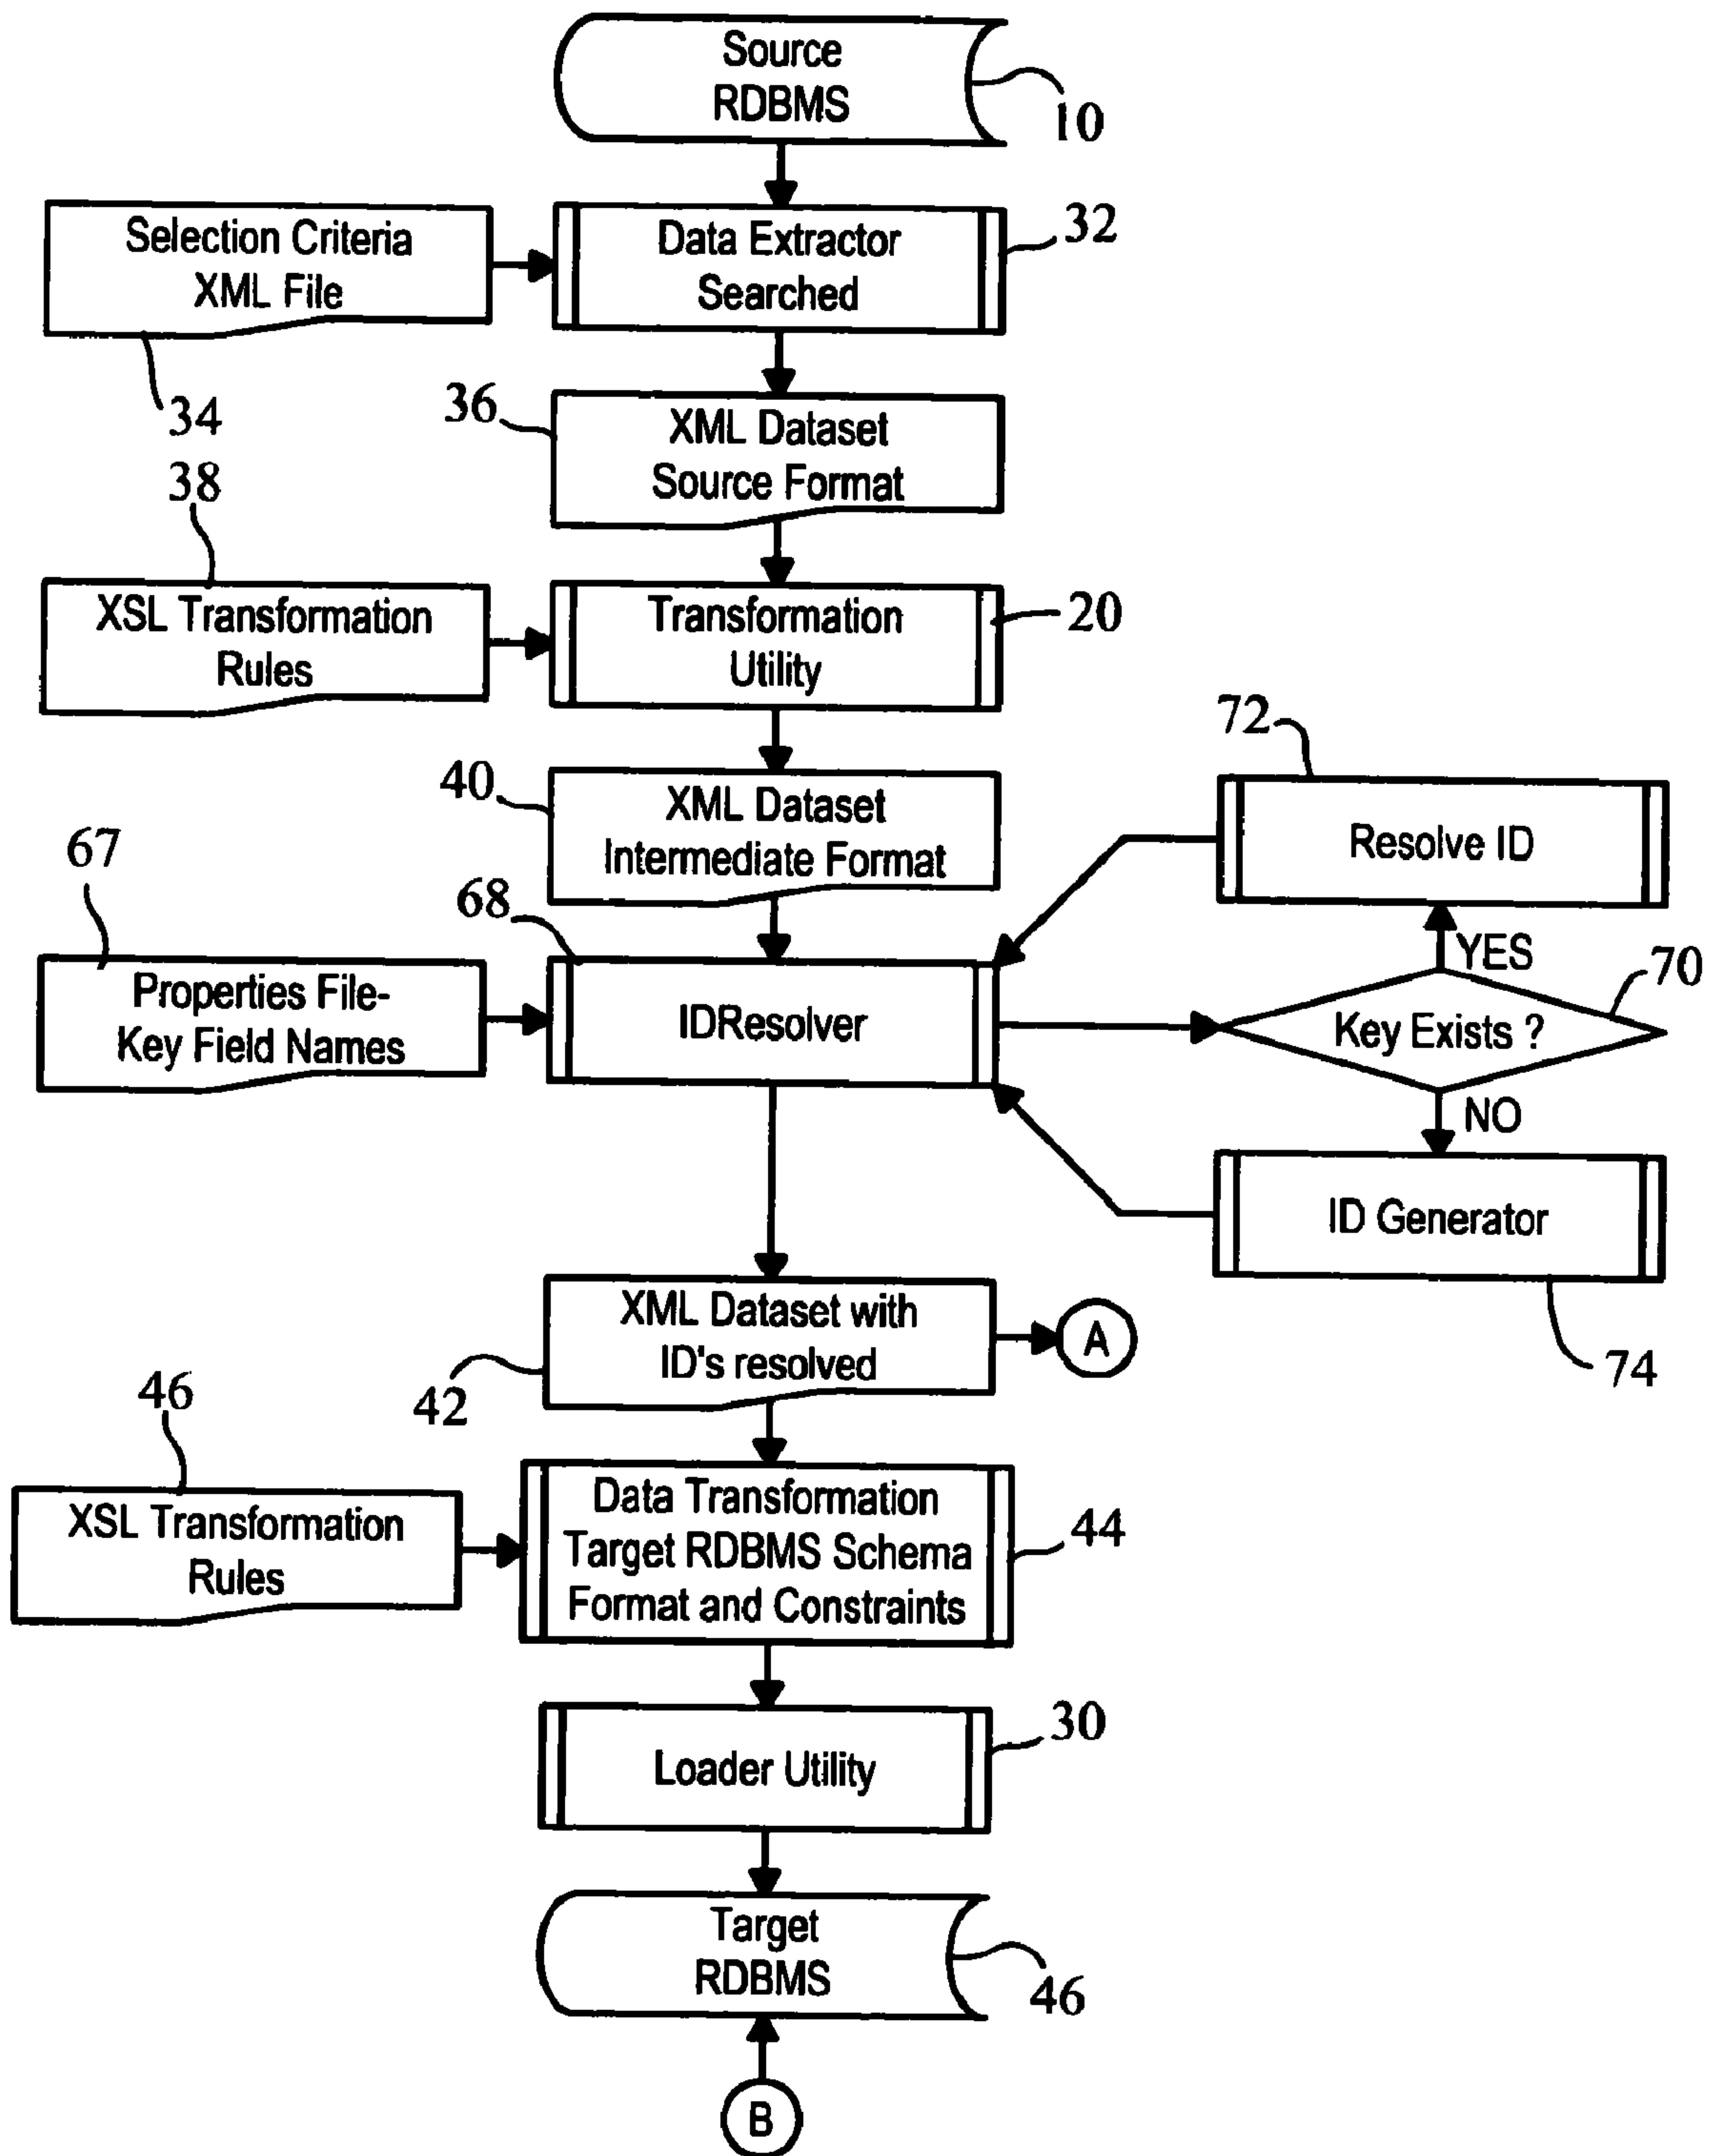 Source
RDBMS
10
Selection Criteria
XML File
34
Data Extractor
Searched
32
36
XML Dataset
Source Format
38
XSL Transformation
Rules
Transformation
Utility
20
40
XML Dataset
Intermediate Format
72
Resolve ID
67
Properties File-
Key Field Names
68
IDResolver
YES
70
Key Exists ?
NO
ID Generator
74
XML Dataset with
ID's resolved
A
42
46
XSL Transformation
Rules
Data Transformation
Target RDBMS Schema
Format and Constraints
44
Loader Utility
30
Target
RDBMS
46
B